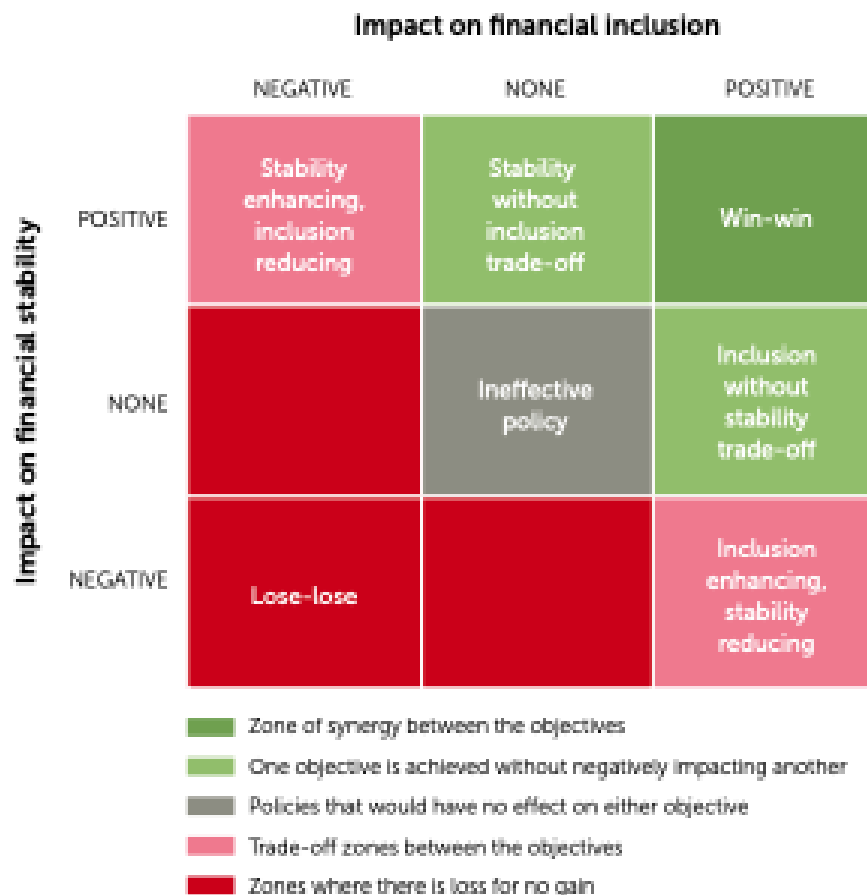 Impact on financial inclusion
NEGATIVE NONE POSITIVE
Impact on financial stability
POSITIVE
Stability
enhancing,
inclusion
reducing
Stability
without
inclusion
trade-off
Win-win
NONE
Ineffective
policy
Inclusion
without
stability
trade-off
NEGATIVE
Lose-lose
Inclusion
enhancing,
stability
reducing
Zone of synergy between the objectives
One objective is achieved without negatively impacting another
Policies that would have no effect on either objective
Trade-off zones between the objectives
Zones where there is loss for no gain